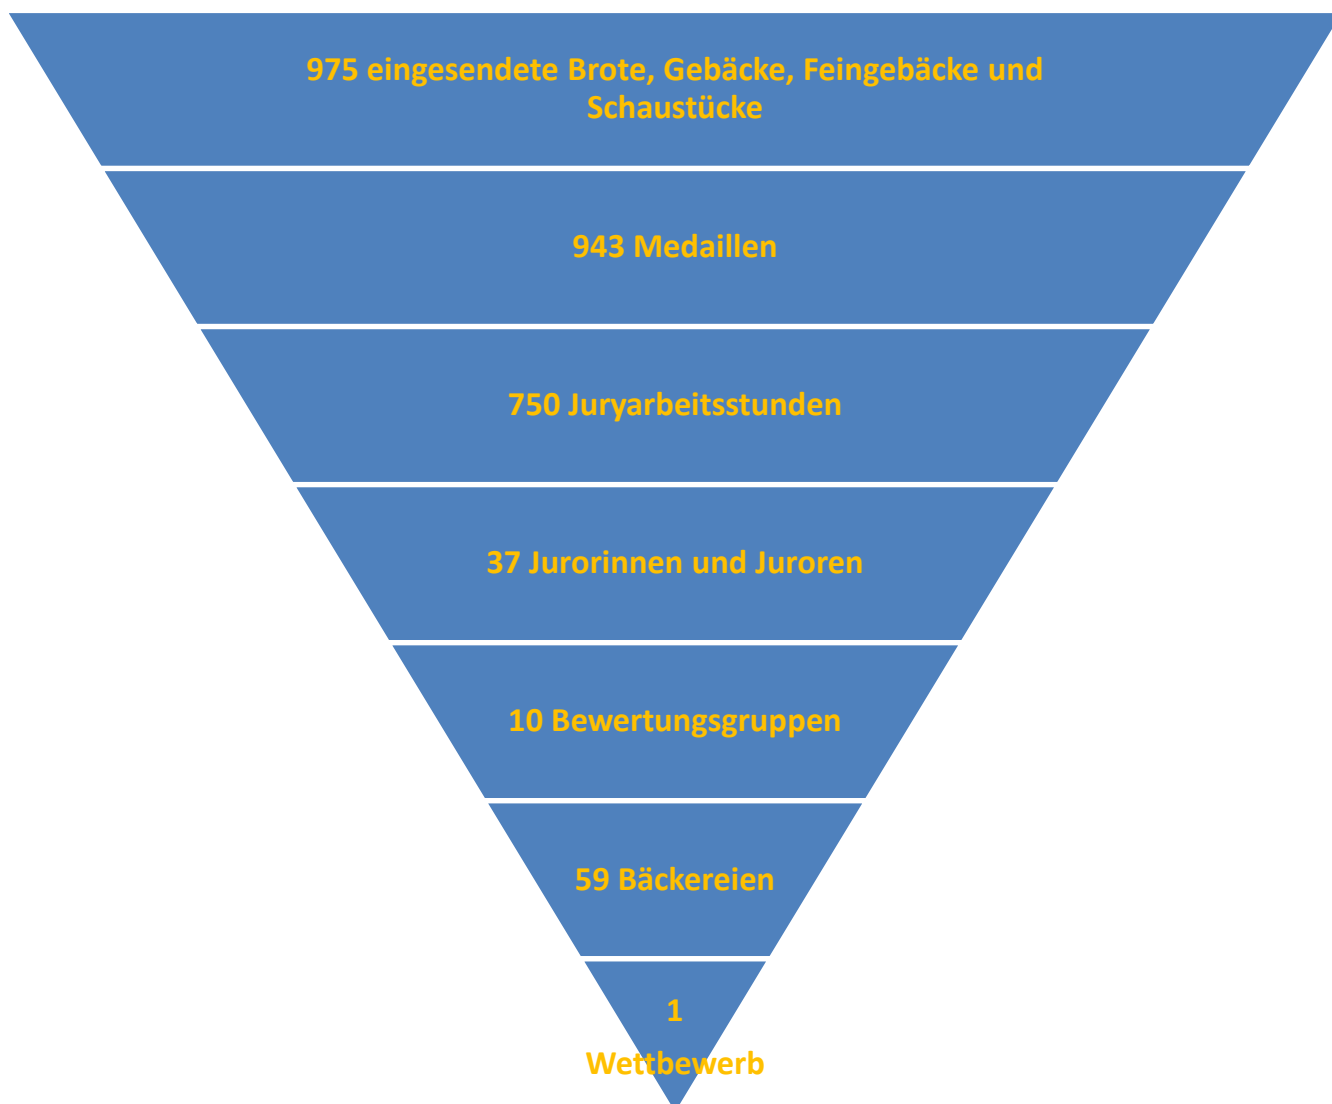 975 eingesendete Brote, Gebäcke, Feingebäcke und
Schaustücke
943 Medaillen
750 Juryarbeitsstunden
37 Jurorinnen und Juroren
10 Bewertungsgruppen
59 Bäckereien
1
Wettbewerb